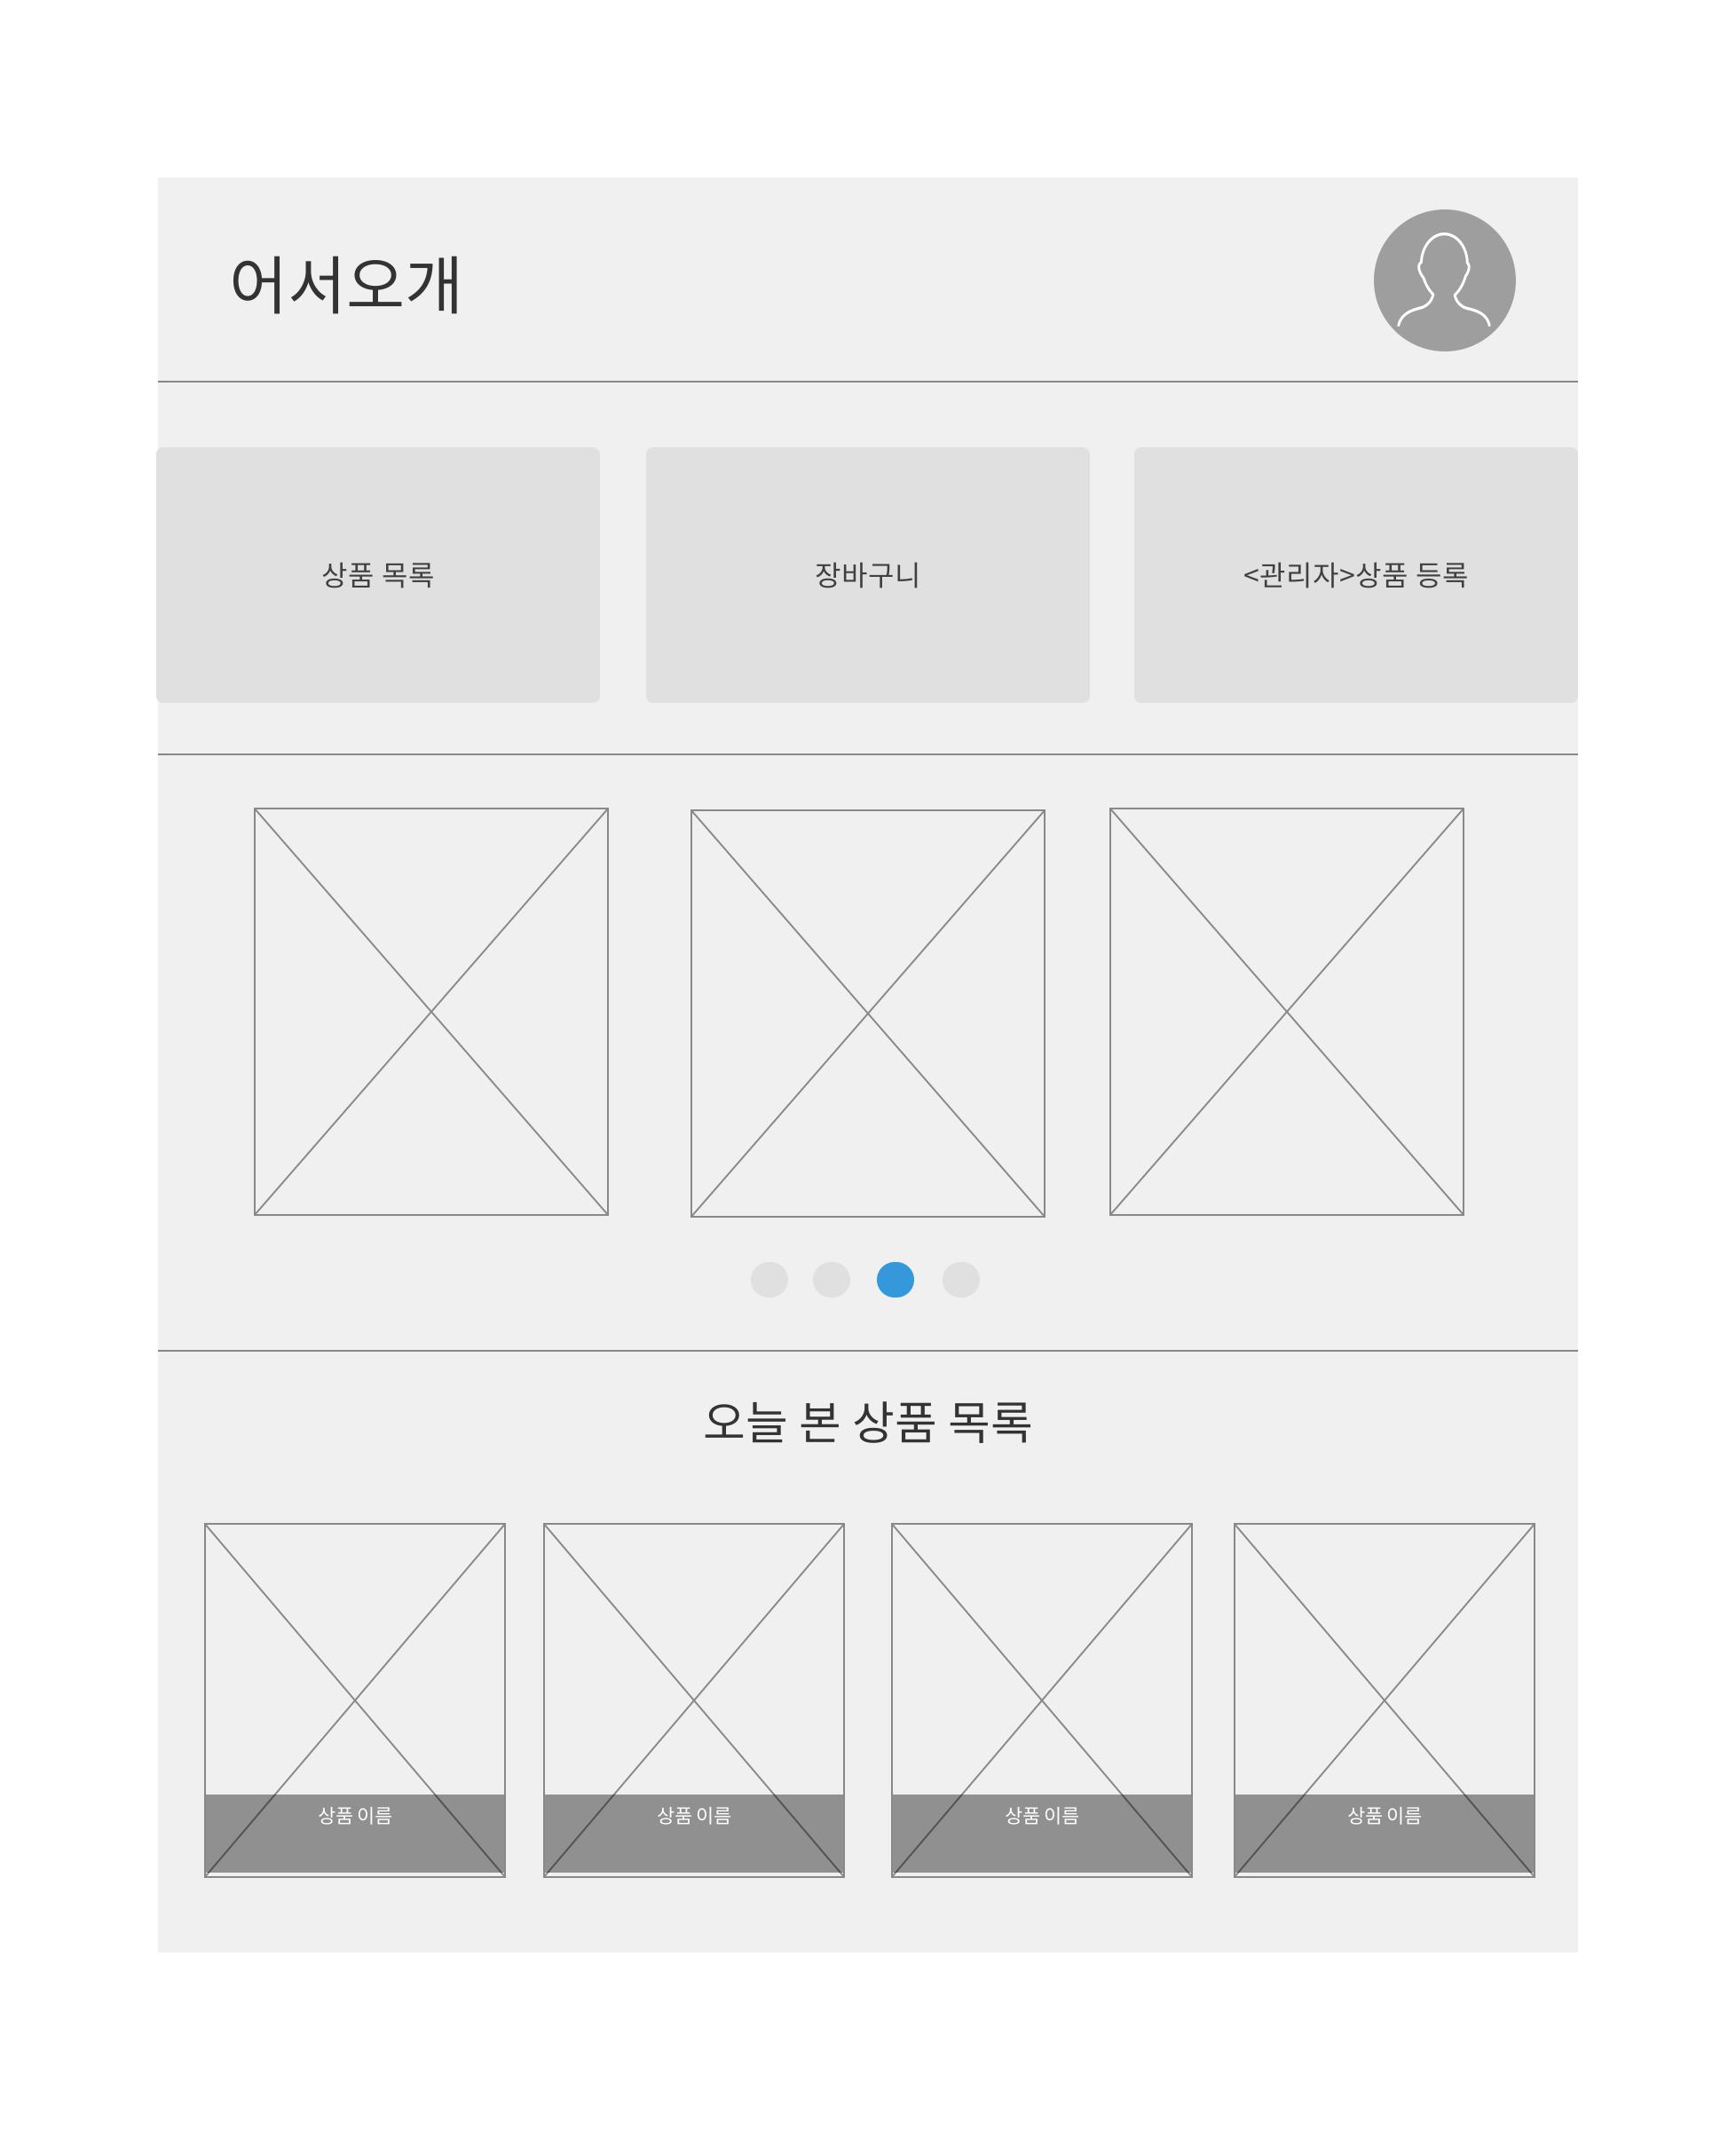 어서오개
상품 목록
장바구니
<관리자>상품 등록
오늘 본 상품 목록
상품 이름
상품 이름
상품 이름
상품 이름